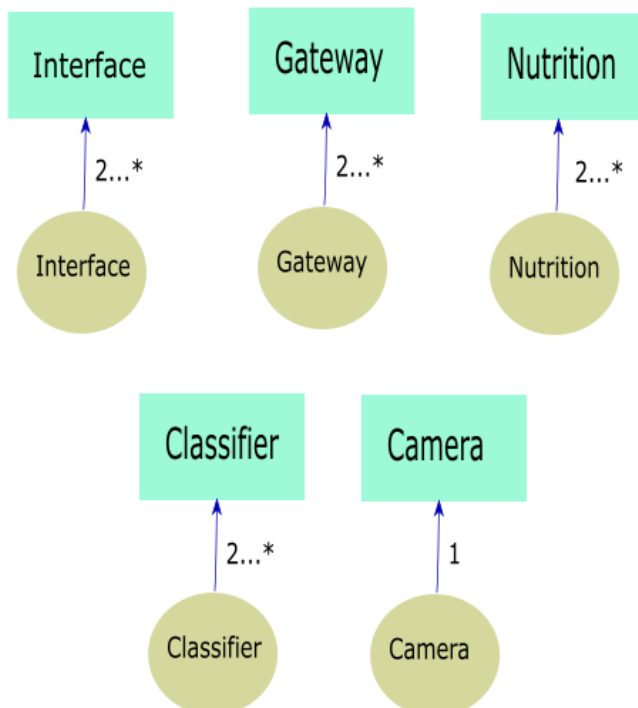 Interface
Gateway
Nutrition
2...*
2...*
2...*
Interface
Gateway
Nutrition
Classifier
Camera
2...*
1
Classifier
Camera